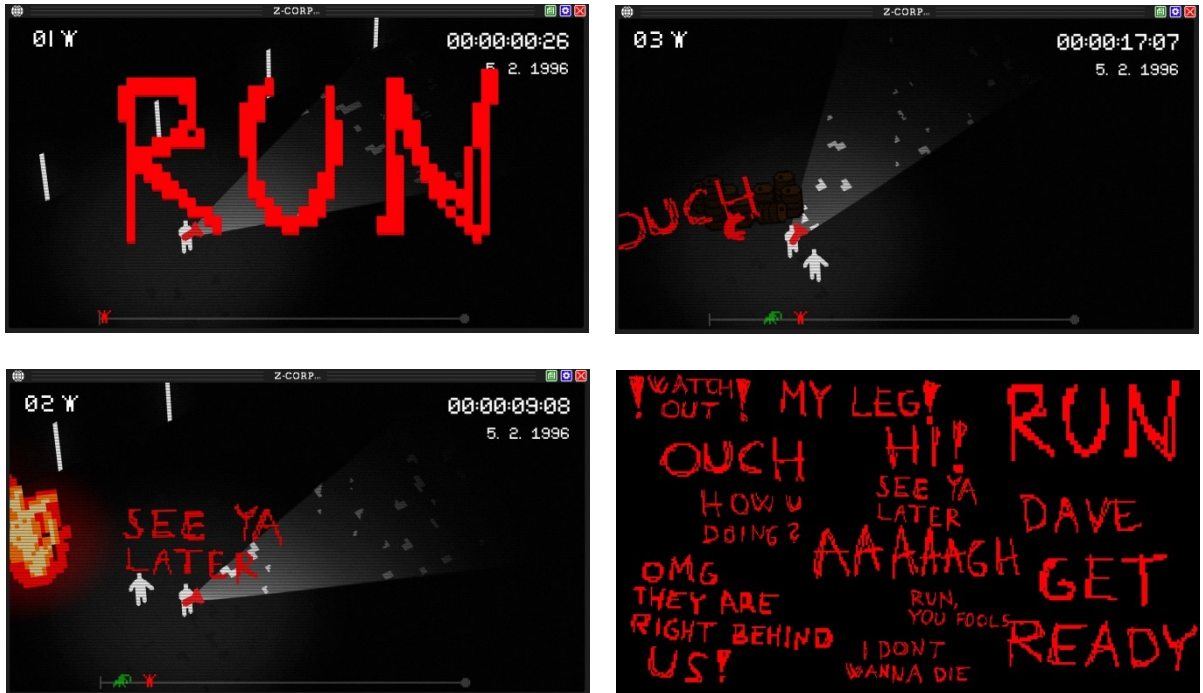 Z-CORP...
01
00:00:00:26
5. 2. 1996
RUN
Z-CORP...
03
00:00:17:07
5. 2. 1996
OUCH
Z-CORP...
02
00:00:09:08
5. 2. 1996
SEE YA
LATER
!WATCH
OUT!
MY LEG!
RUN
OUCH
HI!
HOW U
DOING?
SEE YA
LATER
DAVE
AAAAAGH
GET
READY
OMG
THEY ARE
RIGHT BEHIND
US!
RUN,
YOU FOOLS
I DONT
WANNA DIE